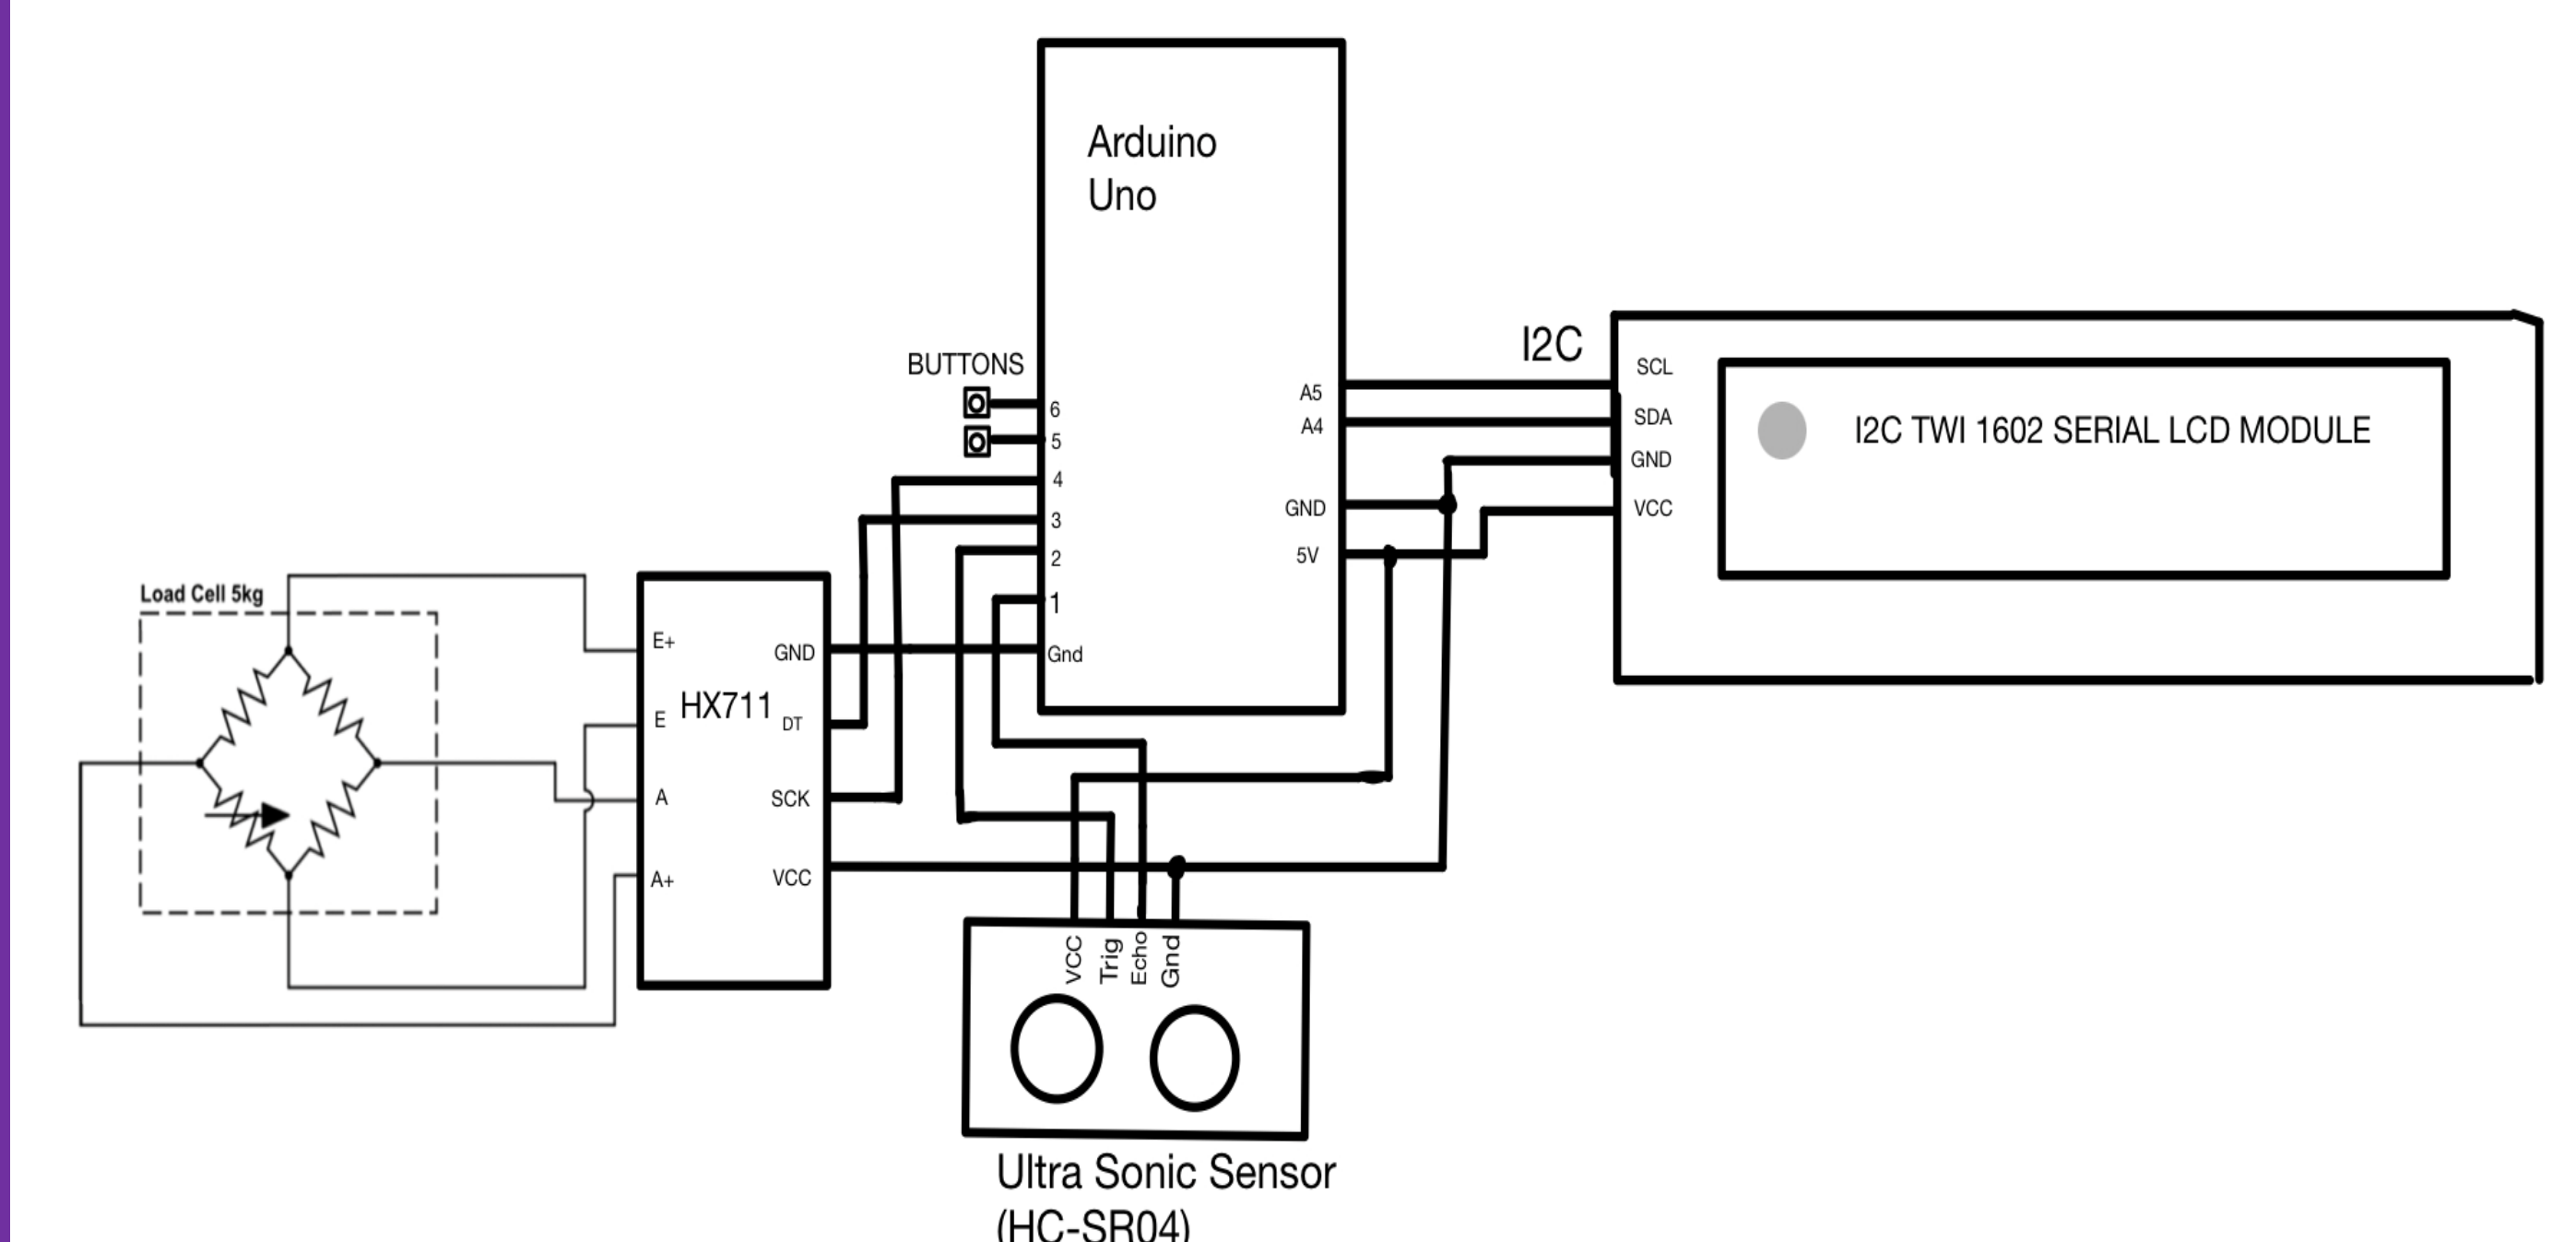 Arduino
Uno
BUTTONS
6
5
4
3
2
1
Gnd
A5
A4
GND
5V
I2C
SCL
SDA
GND
VCC
I2C TWI 1602 SERIAL LCD MODULE
Load Cell 5kg
E+
E
A
A+
HX711
GND
DT
SCK
VCC
VCC
Trig
Echo
Gnd
Ultra Sonic Sensor
(HC-SR04)